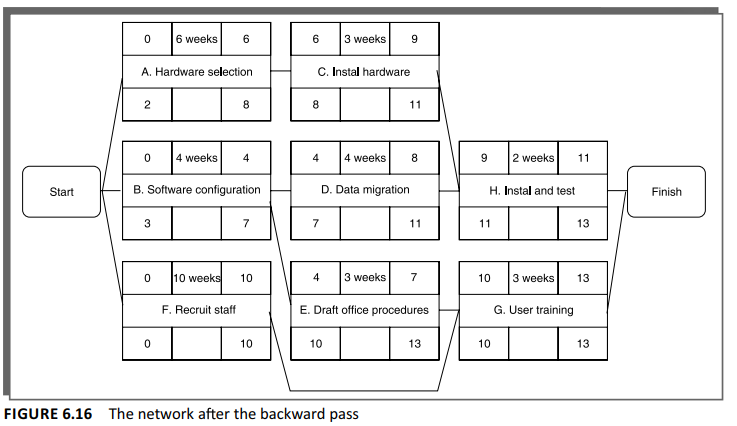 0 6 weeks 6
A. Hardware selection
2 8
6 3 weeks 9
C. Instal hardware
8 11
Start
0 4 weeks 4
B. Software configuration
3 7
4 4 weeks 8
D. Data migration
7 11
9 2 weeks 11
H. Instal and test
11 13
Finish
0 10 weeks 10
F. Recruit staff
0 10
4 3 weeks 7
E. Draft office procedures
10 13
10 3 weeks 13
G. User training
10 13
FIGURE 6.16 The network after the backward pass